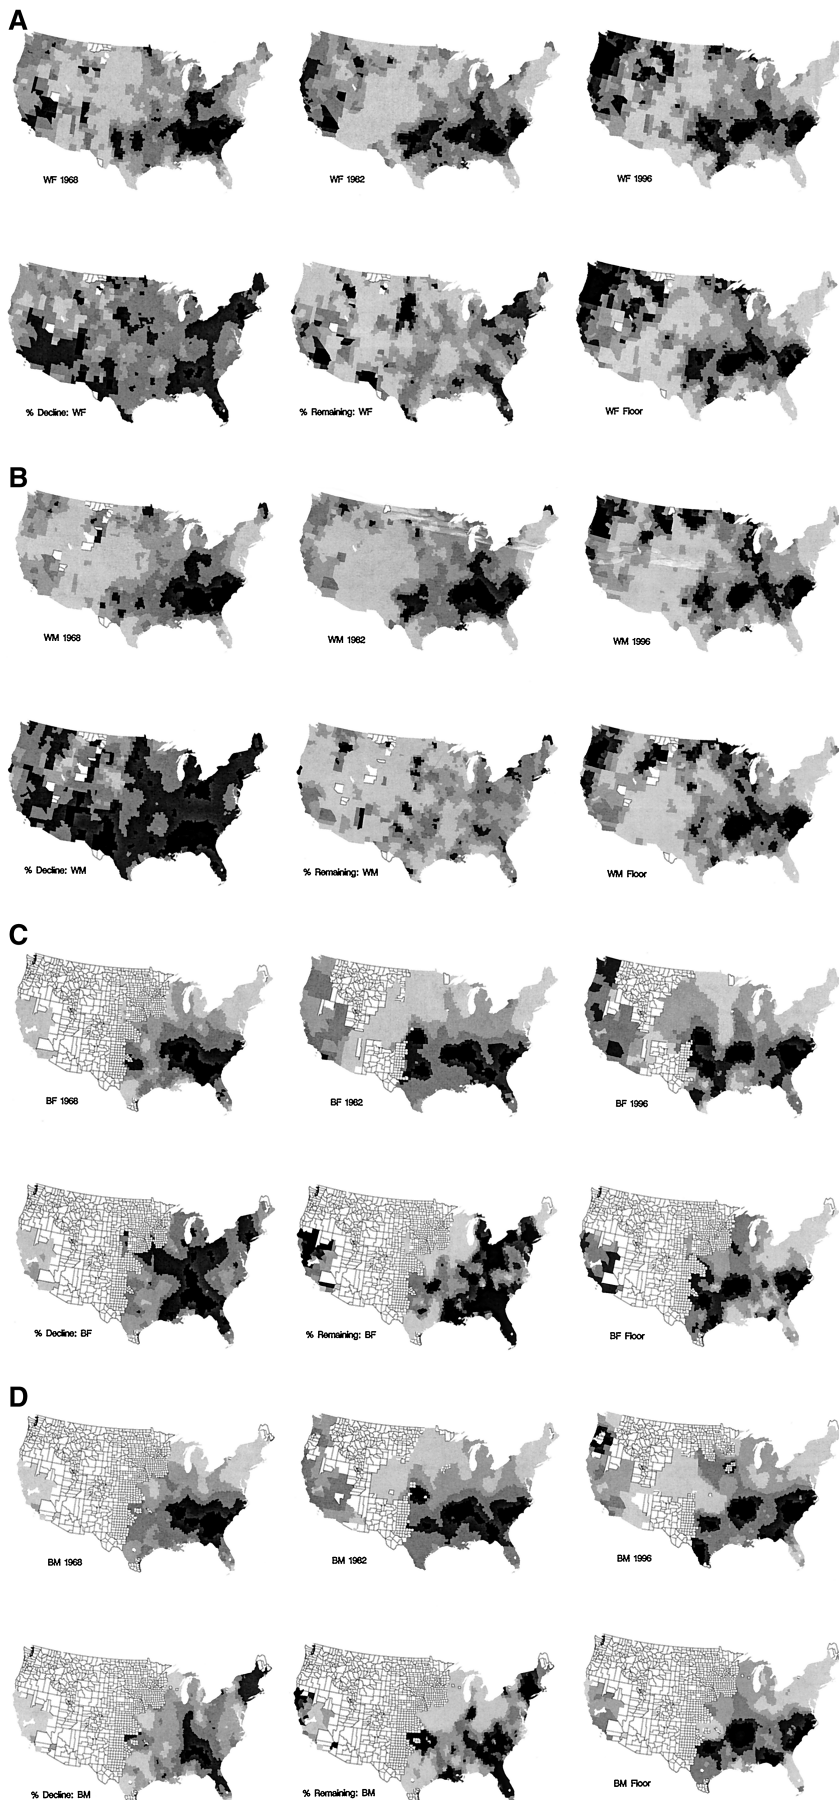 A
WF 1968
WF 1982
WF 1996
% Decline: WF
% Remaining: WF
WF Floor
B
WM 1968
WM 1982
WM 1996
% Decline: WM
% Remaining: WM
WM Floor
C
BF 1968
BF 1982
BF 1996
% Decline: BF
% Remaining: BF
BF Floor
D
BM 1968
BM 1982
BM 1996
% Decline: BM
% Remaining: BM
BM Floor